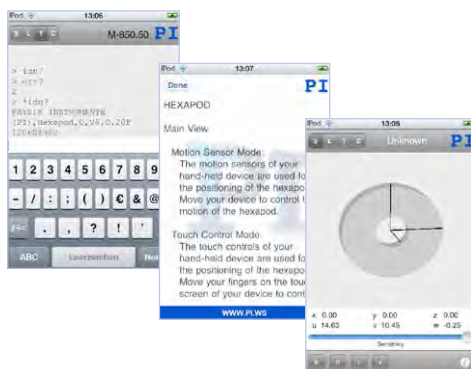 iPod 13:06
S L T C M-850.50 PI
> err?
2
> *idn?
PHYSIK INSTRUMENTE
(PI),Hexapod,0,V6.0.20F
1 2 3 4 5 6 7 8 9
- / : ; ( ) € & @
. , ? ! '
ABC Leerzeichen
iPod 13:07
Done PI
HEXAPOD
Main View
Motion Sensor Mode
The motion sensors of your
hand-held device are used fo
the positioning of the hexapo
Move your device to control t
motion of the hexapod.
Touch Control Mode
The touch controls of your
hand-held device are used fo
the positioning of the hexapo
Move your fingers on the touc
screen of your device to cont
WWW.PI.WS
iPod
S L T C Unknown PI
x 0.00 y 0.00 z 0.00
u 14.63 v 10.45 w -0.25
Sensitivity